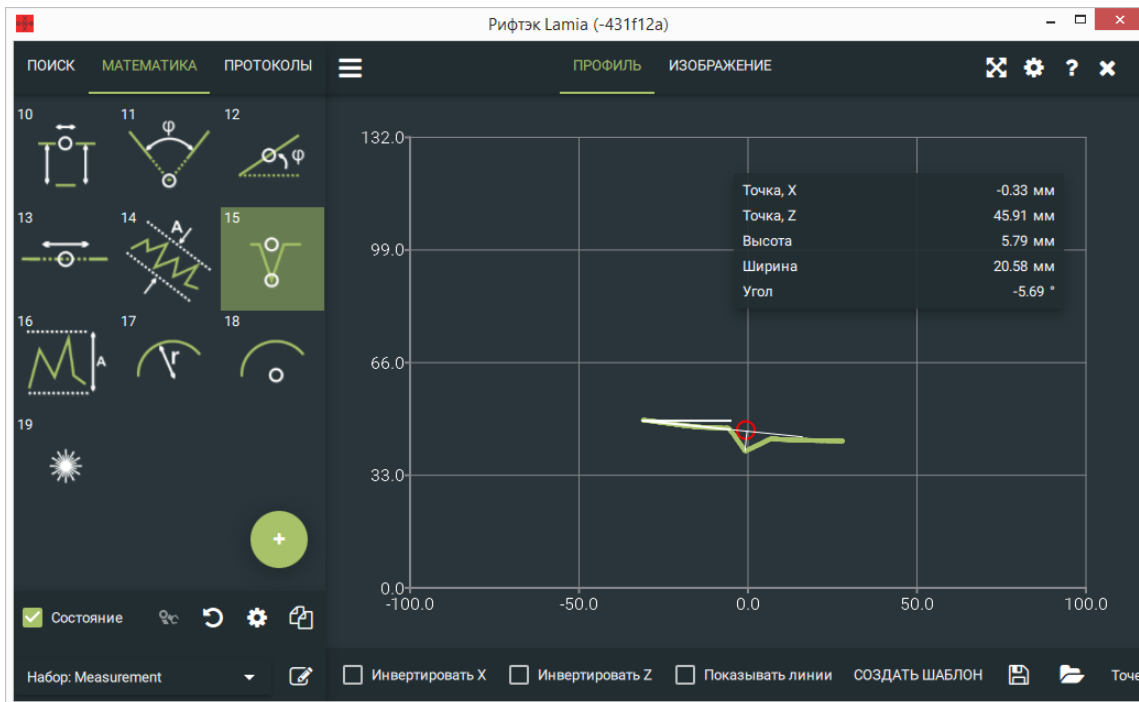 Рифтэк Lamia (-431f12a)
ПОИСК МАТЕМАТИКА ПРОТОКОЛЫ ПРОФИЛЬ ИЗОБРАЖЕНИЕ ?
10 11 12
φ φ
13 14 15
A
16 17 18
A r
19
132.0
99.0
66.0
33.0
0.0
-100.0 -50.0 0.0 50.0 100.0
Точка, X -0.33 мм
Точка, Z 45.91 мм
Высота 5.79 мм
Ширина 20.58 мм
Угол -5.69 °
Состояние
Набор: Measurement
Инвертировать X Инвертировать Z Показывать линии СОЗДАТЬ ШАБЛОН Точе